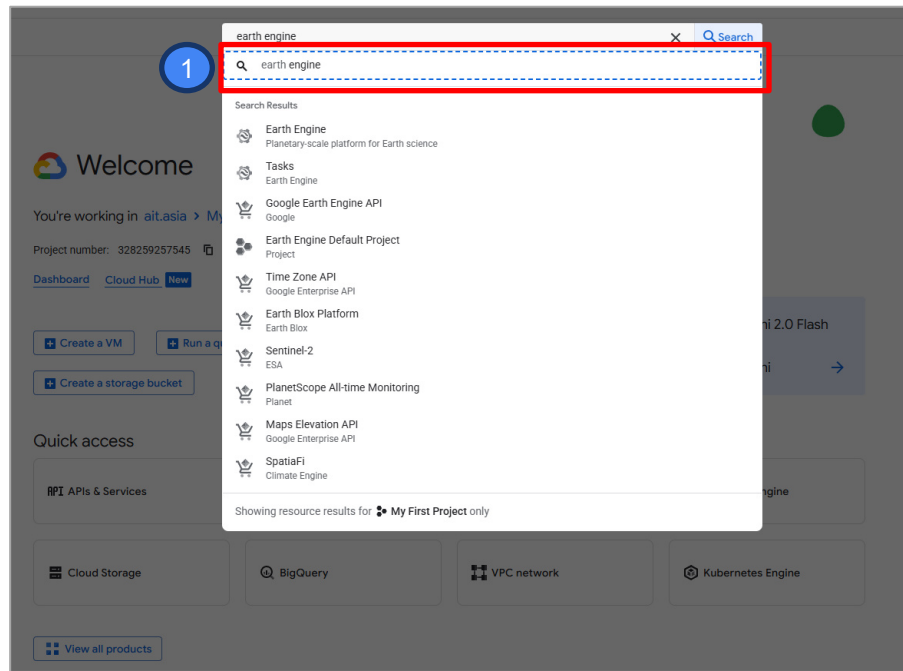 earth engine
Search
1
earth engine
Search Results
Earth Engine
Planetary-scale platform for Earth science
Tasks
Earth Engine
Google Earth Engine API
Google
Earth Engine Default Project
Project
Time Zone API
Google Enterprise API
Earth Blox Platform
Earth Blox
Sentinel-2
ESA
PlanetScope All-time Monitoring
Planet
Maps Elevation API
Google Enterprise API
SpatiaFi
Climate Engine
Showing resource results for My First Project only
Welcome
You're working in ait.asia > My
Project number: 328259257545
Dashboard Cloud Hub New
Create a VM Run a qu
Create a storage bucket
ni 2.0 Flash
ni
Quick access
API APIs & Services
ngine
Cloud Storage BigQuery VPC network Kubernetes Engine
View all products